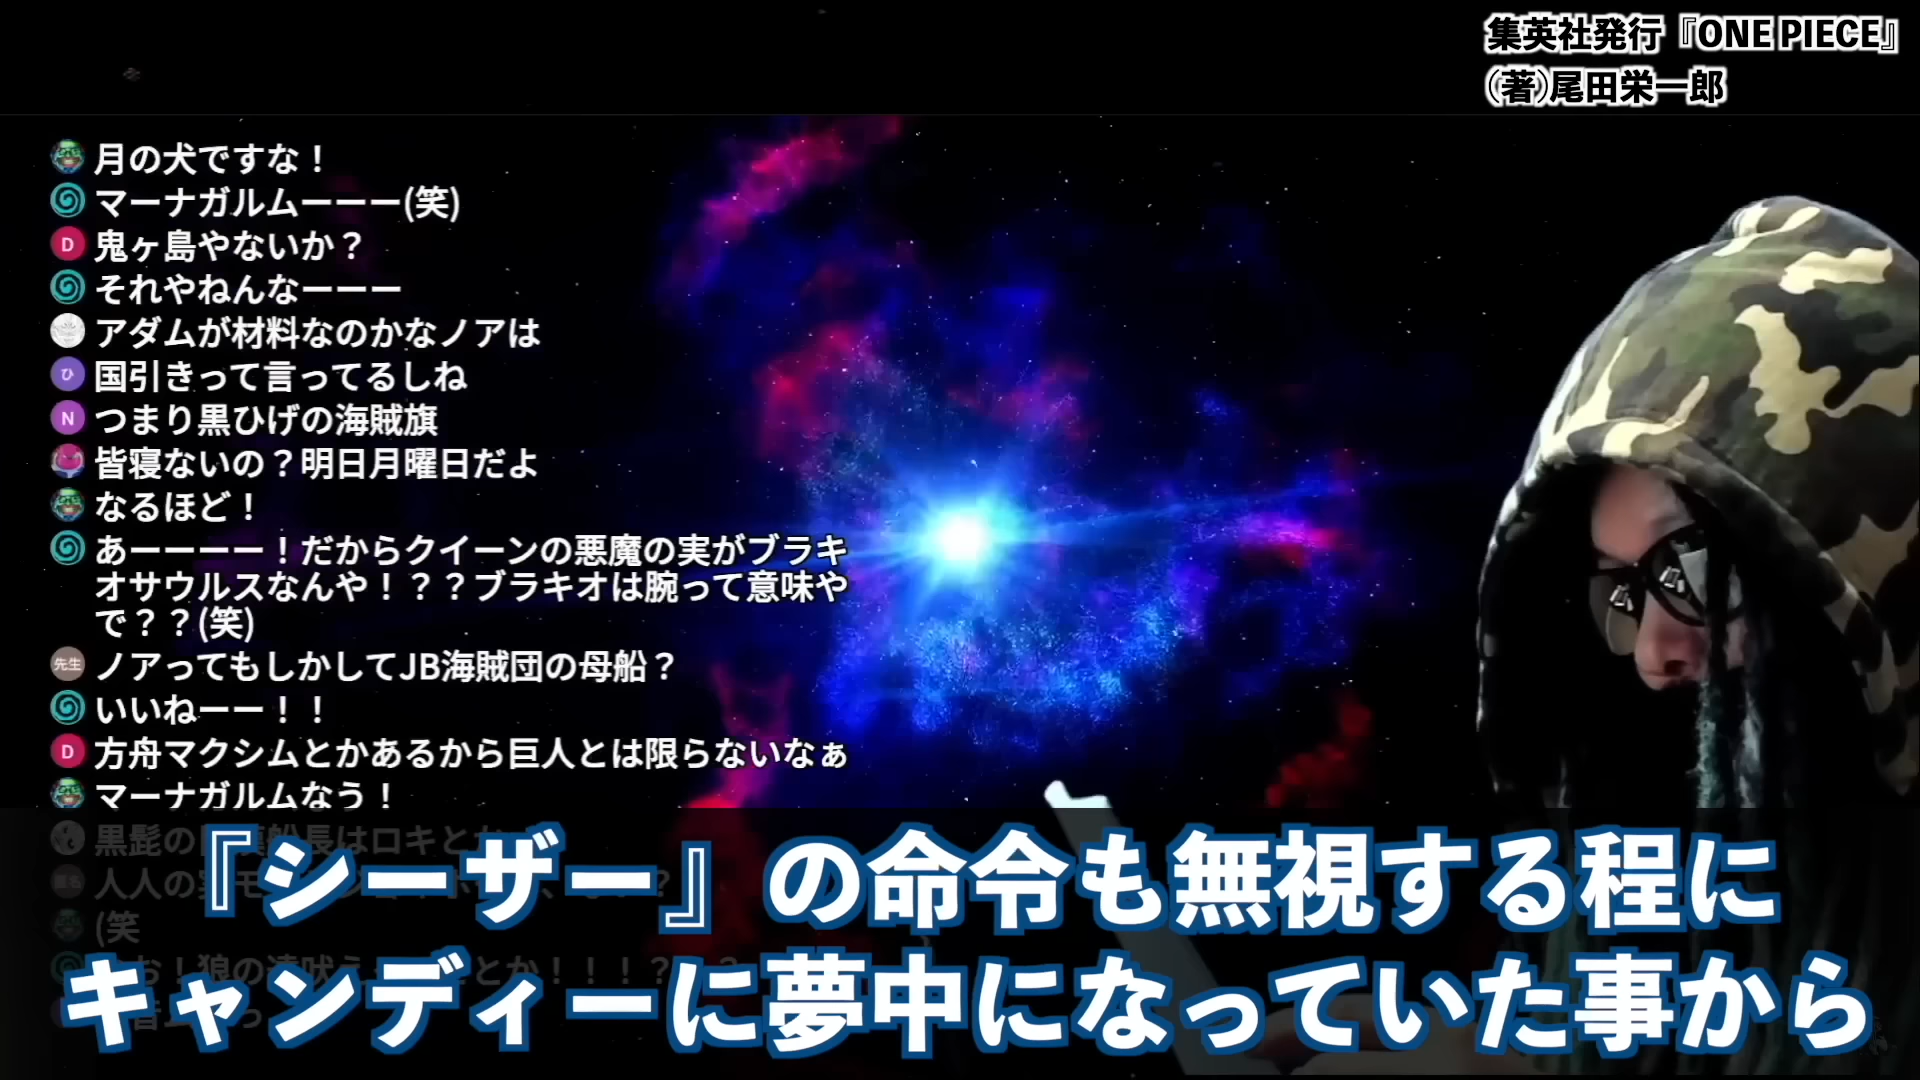 集英社発行『ONE PIECE』
(著)尾田栄一郎
月の犬ですな！
マーナガルムーーー(笑)
D 鬼ヶ島やないか？
それやねんなーーー
アダムが材料なのかなノアは
ひ 国引きって言ってるしね
N つまり黒ひげの海賊旗
皆寝ないの？明日月曜日だよ
なるほど！
あーーーー！だからクイーンの悪魔の実がブラキ
オサウルスなんや！？？ブラキオは腕って意味や
で？？(笑)
先生 ノアってもしかしてJB海賊団の母船？
いいねーー！！
D 方舟マクシムとかあるから巨人とは限らないなぁ
マーナガルムなう！
『シーザー』の命令も無視する程に
(笑
キャンディーに夢中になっていた事から